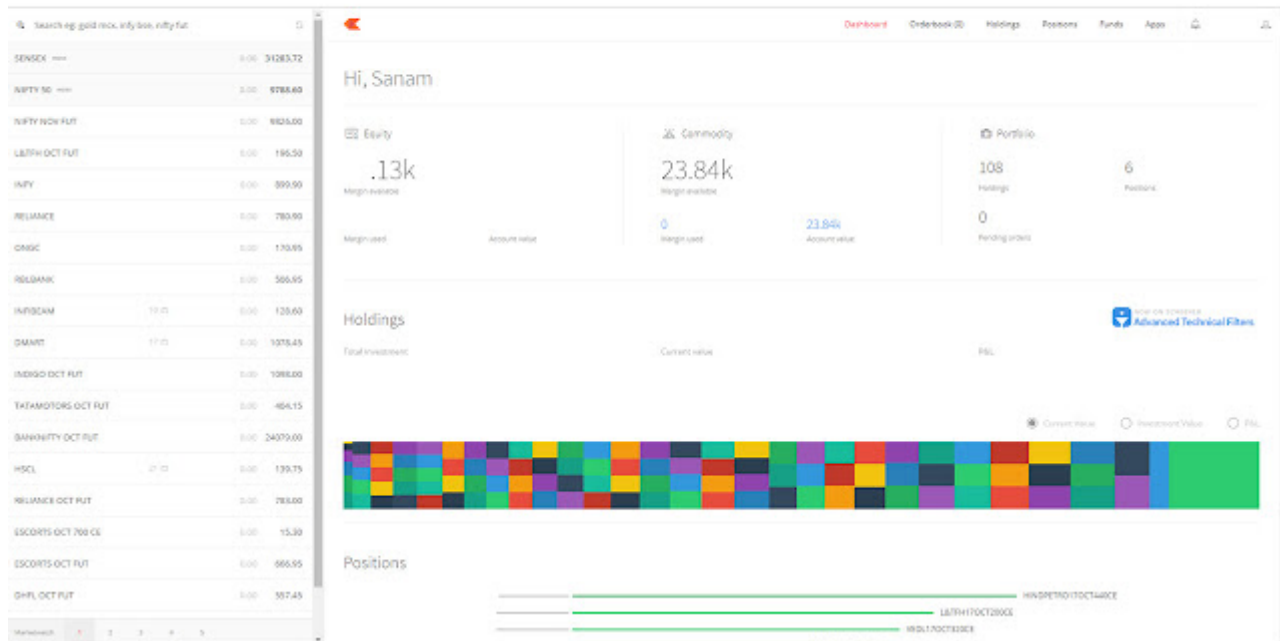 Search eg: gold mcx, infy bse, nifty fut
SENSEX 0.00 31283.72
NIFTY 50 0.00 9788.60
NIFTY NOV FUT 0.00 9826.00
L&TFH OCT FUT 0.00 196.50
INFY 0.00 899.90
RELIANCE 0.00 780.90
ONGC 0.00 170.95
RBLBANK 0.00 506.95
INFIBEAM 0.00 128.60
DMART 0.00 1078.45
INDIGO OCT FUT 0.00 1098.00
TATAMOTORS OCT FUT 0.00 404.15
BANKNIFTY OCT FUT 0.00 24079.00
HSCL 0.00 139.75
RELIANCE OCT FUT 0.00 783.00
ESCORTS OCT 700 CE 0.00 15.30
ESCORTS OCT FUT 0.00 666.95
DHFL OCT FUT 0.00 557.45
Marketwatch 1 2 3 4 5
Dashboard Orderbook (0) Holdings Positions Funds Apps
Hi, Sanam
Equity
.13k
Margin available
Margin used Account value
Commodity
23.84k
Margin available
0 23.84k
Margin used Account value
Portfolio
108 6
Holdings Positions
0
Pending orders
Holdings
NOW ON SCREENER
Advanced Technical Filters
Total investment Current value P&L
Current Value Investment Value P&L
Positions
HINDPETRO17OCT440CE
L&TFH17OCT200CE